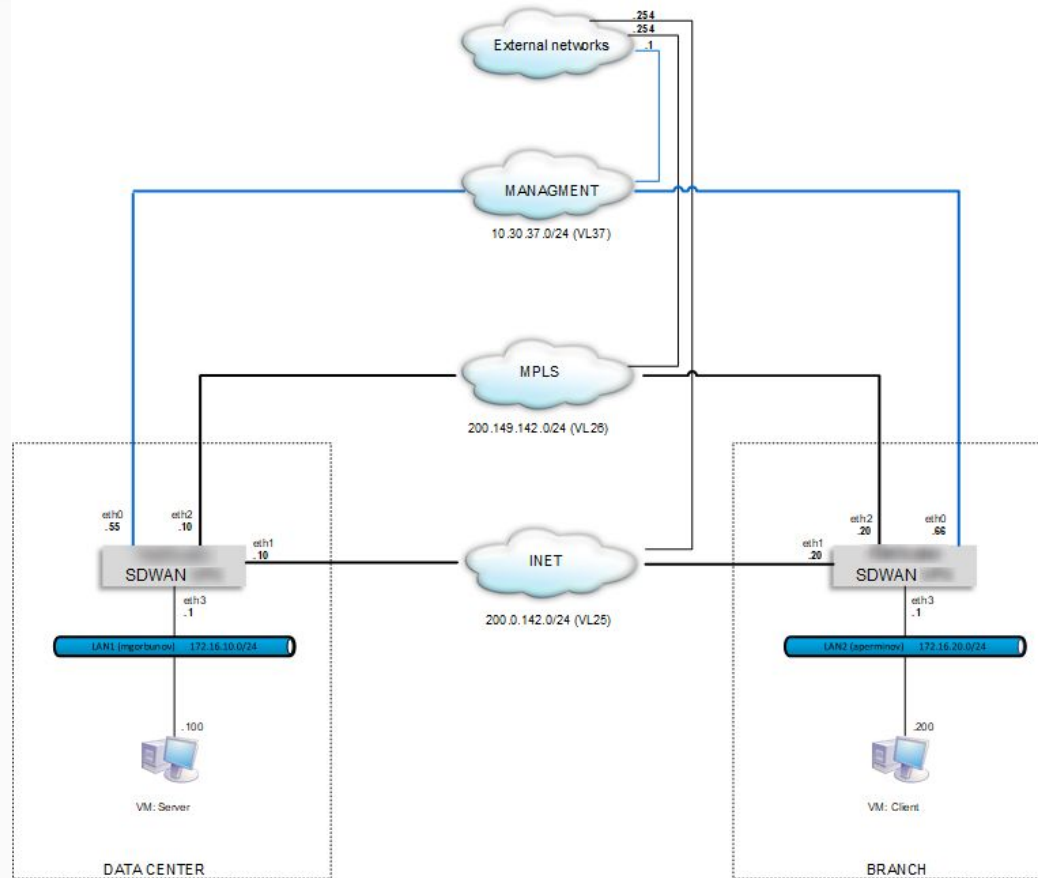 .254
.254
External networks
.1
MANAGMENT
10.30.37.0/24 (VL37)
MPLS
200.149.142.0/24 (VL26)
eth0
.55
eth2
.10
eth1
.10
SDWAN
eth3
.1
LAN1 (mgorbunov) 172.16.10.0/24
.100
VM: Server
DATA CENTER
INET
200.0.142.0/24 (VL25)
eth2
.20
eth0
.66
eth1
.20
SDWAN
eth3
.1
LAN2 (aperminov) 172.16.20.0/24
.200
VM: Client
BRANCH